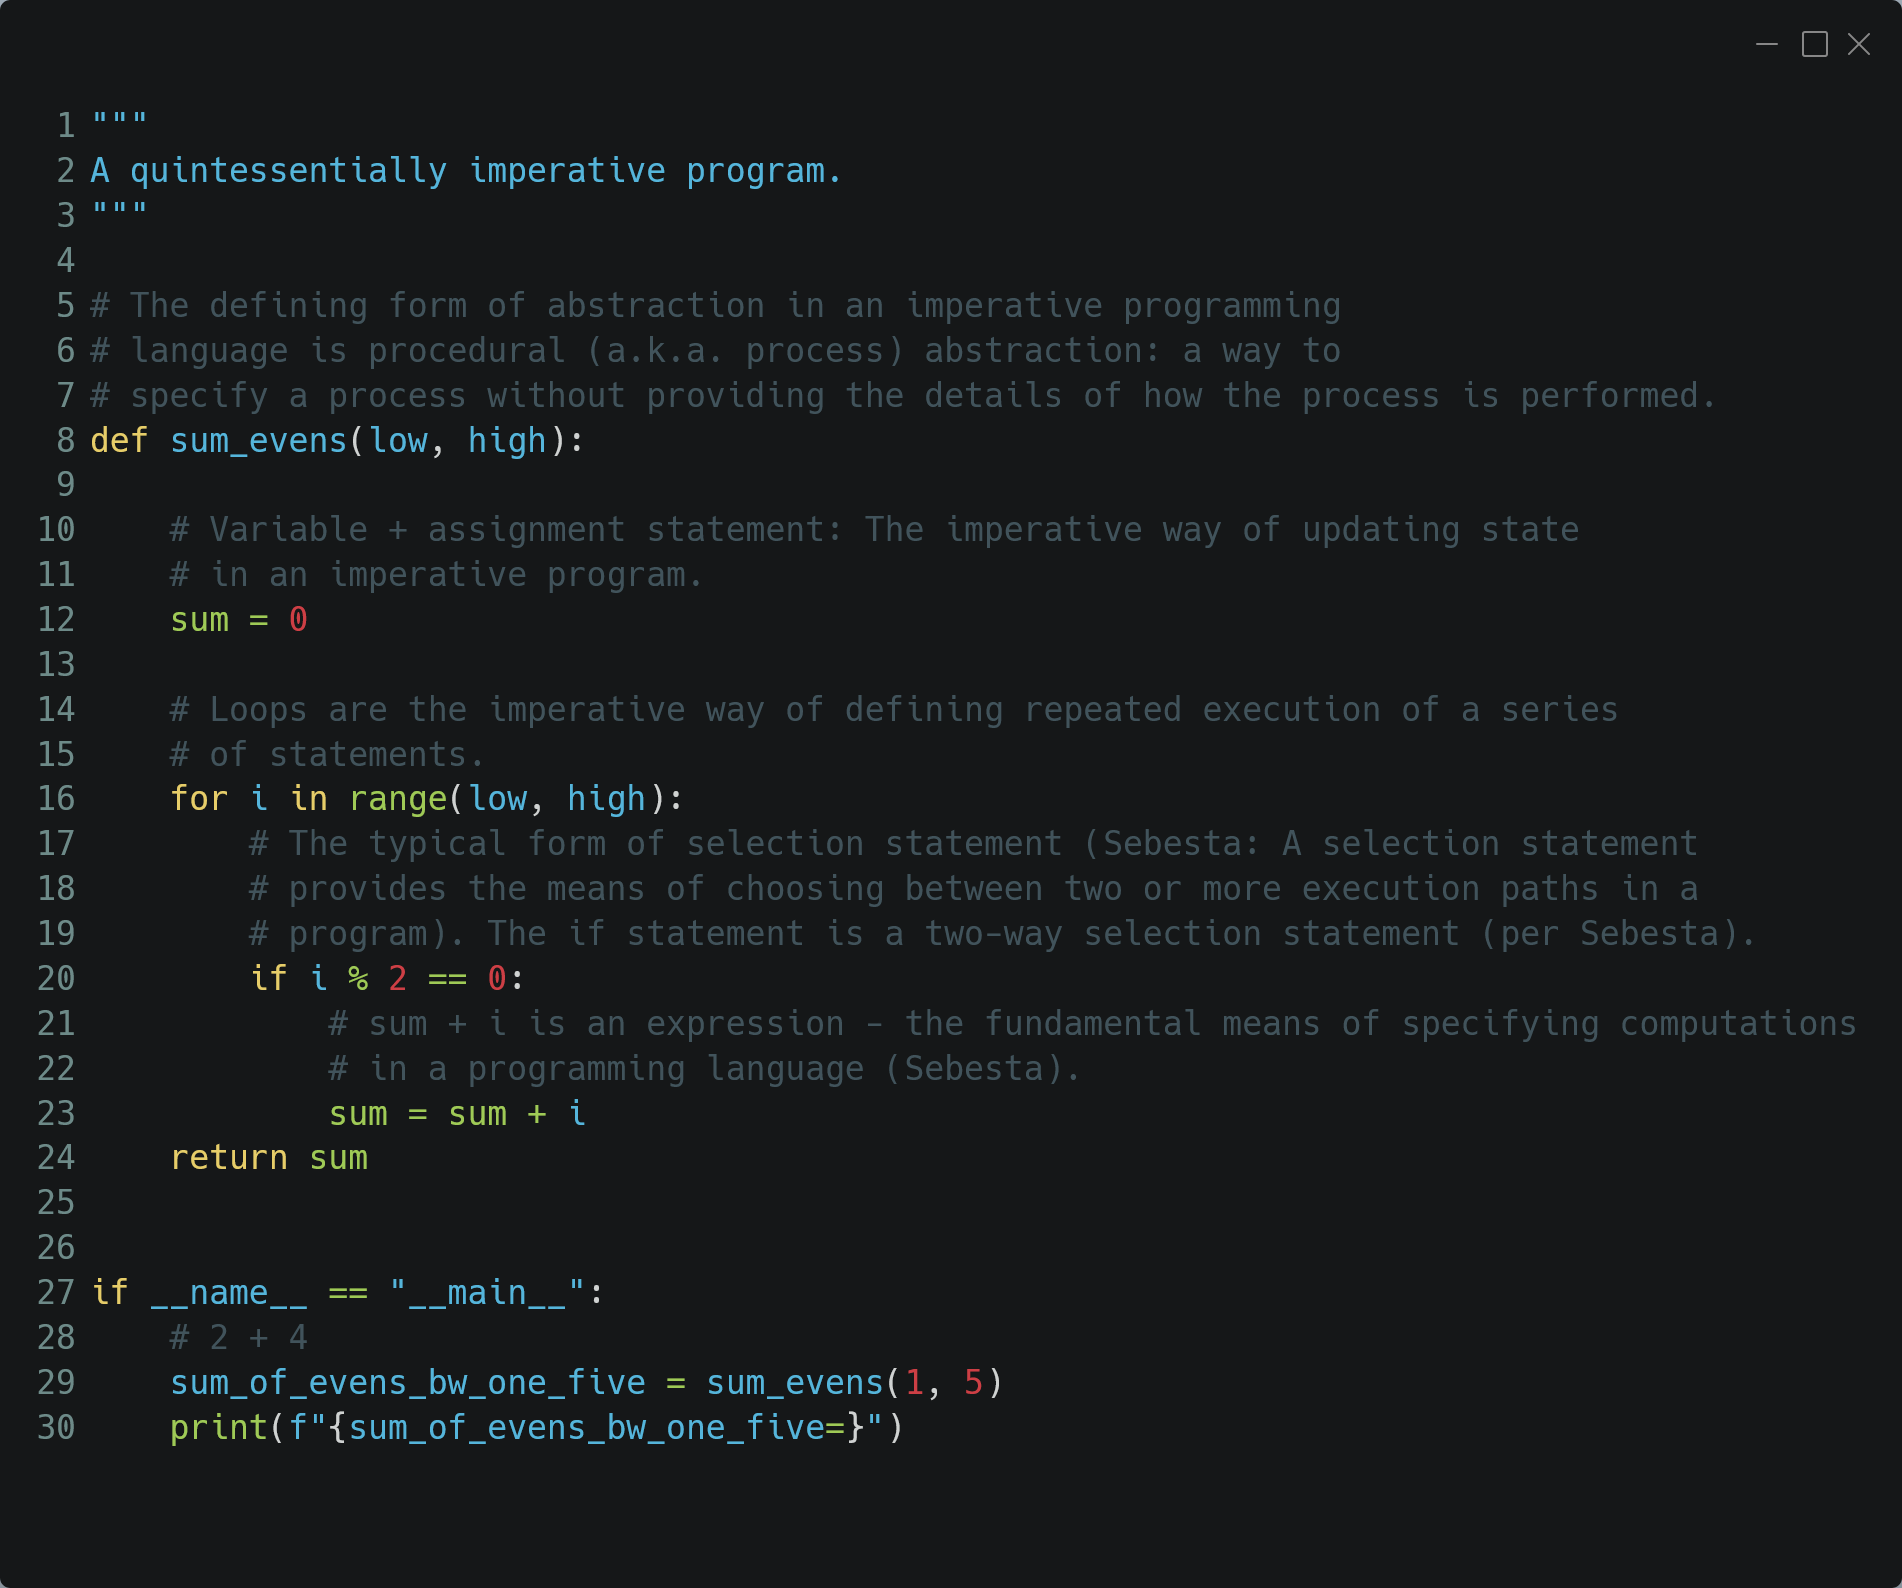 1 """
2 A quintessentially imperative program.
3 """
4
5 # The defining form of abstraction in an imperative programming
6 # language is procedural (a.k.a. process) abstraction: a way to
7 # specify a process without providing the details of how the process is performed.
8 def sum_evens(low, high):
9
10     # Variable + assignment statement: The imperative way of updating state
11     # in an imperative program.
12     sum = 0
13
14     # Loops are the imperative way of defining repeated execution of a series
15     # of statements.
16     for i in range(low, high):
17         # The typical form of selection statement (Sebesta: A selection statement
18         # provides the means of choosing between two or more execution paths in a
19         # program). The if statement is a two-way selection statement (per Sebesta).
20         if i % 2 == 0:
21             # sum + i is an expression - the fundamental means of specifying computations
22             # in a programming language (Sebesta).
23             sum = sum + i
24     return sum
25
26
27 if __name__ == "__main__":
28     # 2 + 4
29     sum_of_evens_bw_one_five = sum_evens(1, 5)
30     print(f"{sum_of_evens_bw_one_five=}")